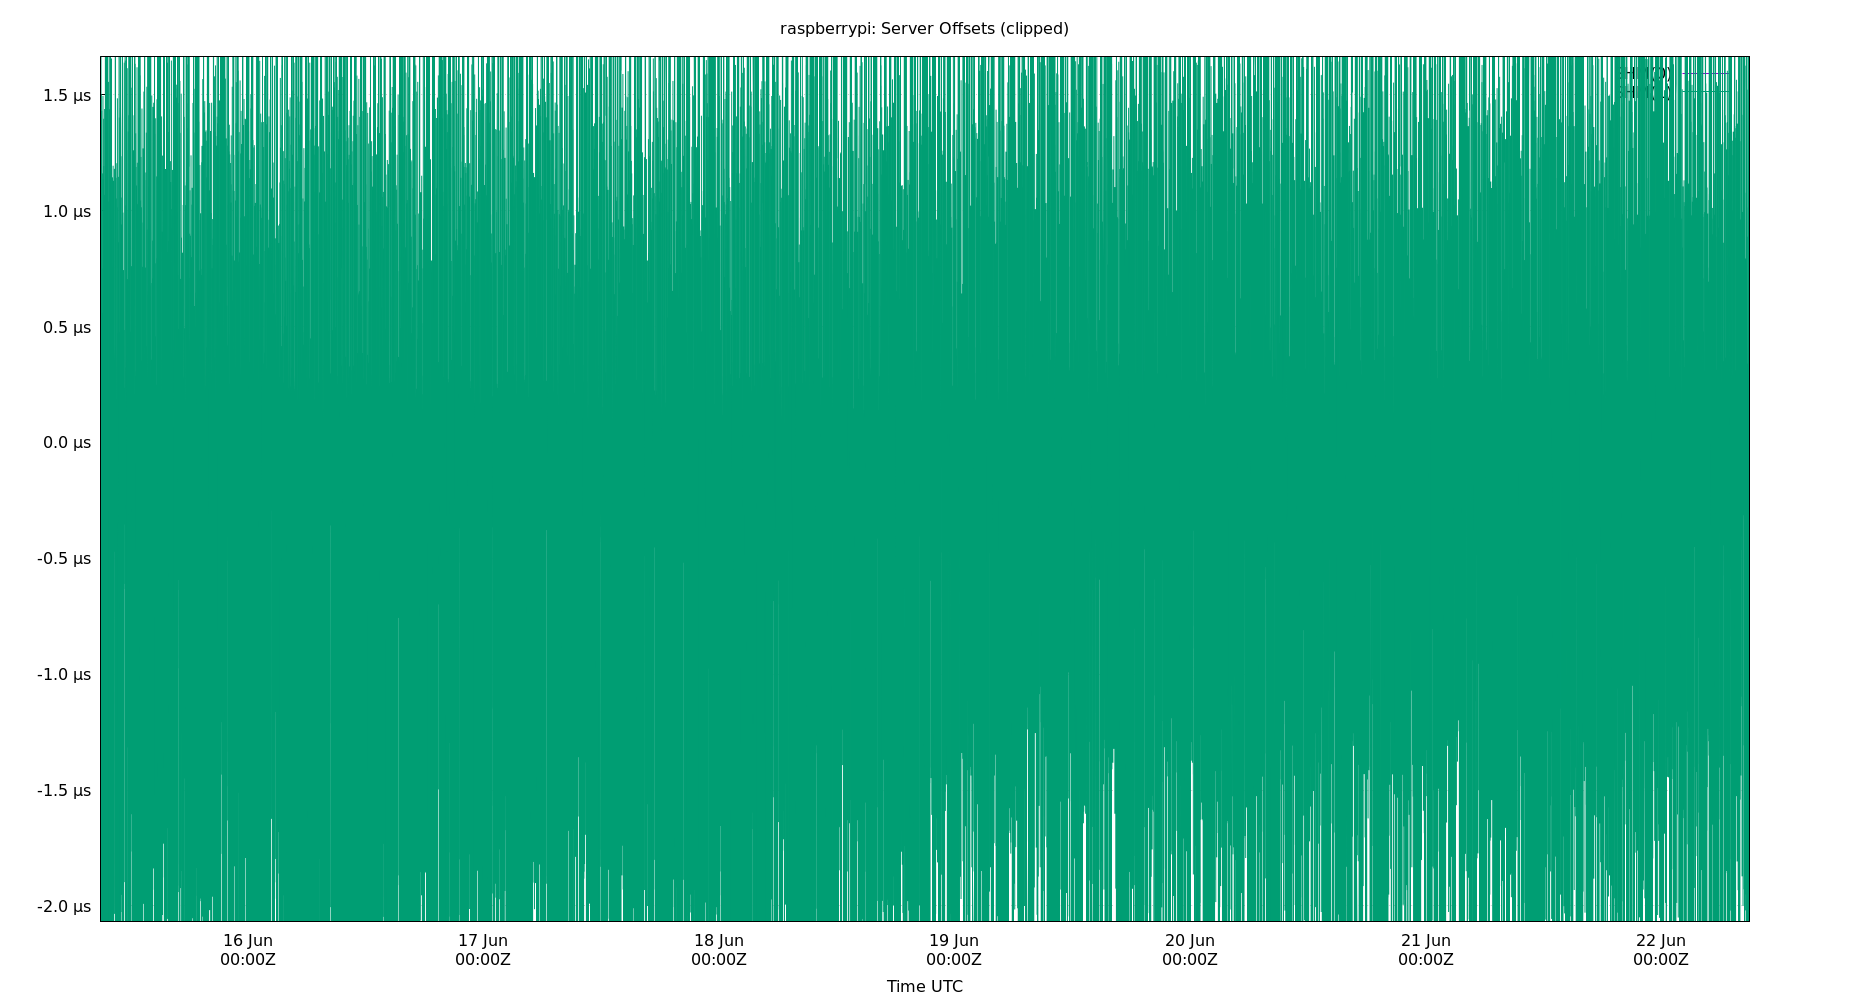 raspberrypi: Server Offsets (clipped)
1.5 µs
1.0 µs
0.5 µs
0.0 µs
-0.5 µs
-1.0 µs
-1.5 µs
-2.0 µs
16 Jun 17 Jun 18 Jun 19 Jun 20 Jun 21 Jun 22 Jun
00:00Z 00:00Z 00:00Z 00:00Z 00:00Z 00:00Z 00:00Z
Time UTC